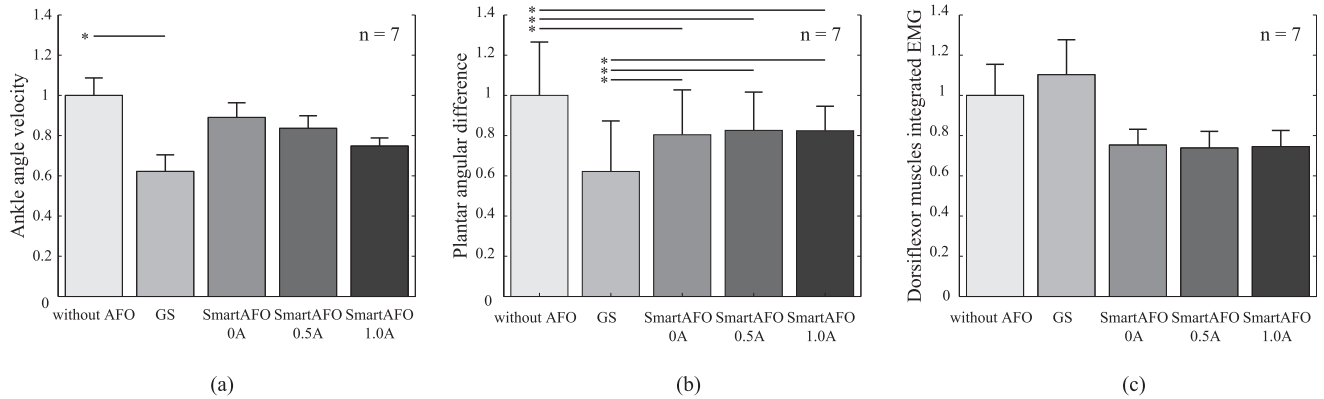 Ankle angle velocity
1.4
1.2
1
0.8
0.6
0.4
0.2
0
*
n = 7
without AFO
GS
SmartAFO
0A
SmartAFO
0.5A
SmartAFO
1.0A
(a)
Plantar angular difference
1.4
1.2
1
0.8
0.6
0.4
0.2
0
*
*
*
*
*
*
n = 7
without AFO
GS
SmartAFO
0A
SmartAFO
0.5A
SmartAFO
1.0A
(b)
Dorsiflexor muscles integrated EMG
1.4
1.2
1
0.8
0.6
0.4
0.2
0
n = 7
without AFO
GS
SmartAFO
0A
SmartAFO
0.5A
SmartAFO
1.0A
(c)